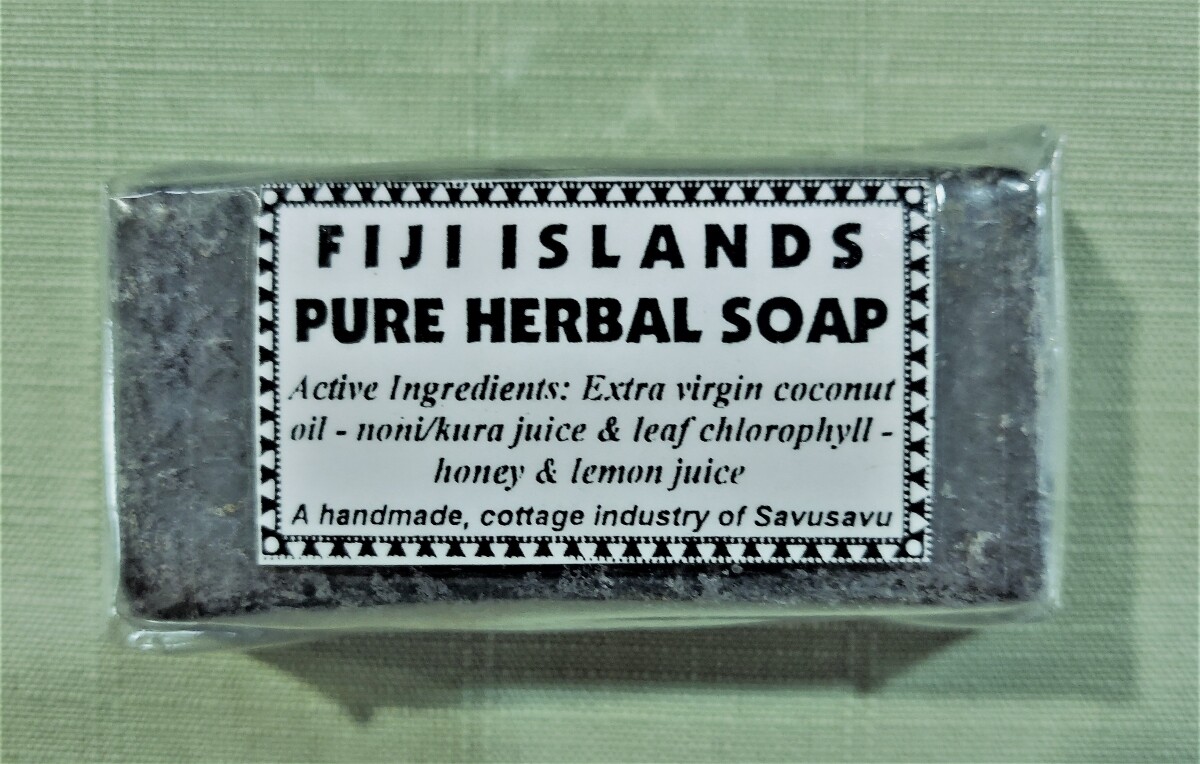 FIJI ISLANDS
PURE HERBAL SOAP
Active Ingredients: Extra virgin coconut
oil - noni/kura juice & leaf chlorophyll -
honey & lemon juice
A handmade, cottage industry of Savusavu